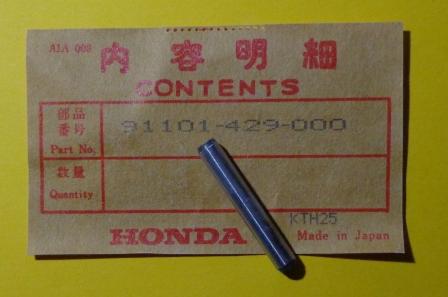 AIA 008
内容明細
CONTENTS
部品
番号
Part No.
91101-429-000
数量
Quantity
KTH25
HONDA
Made in Japan